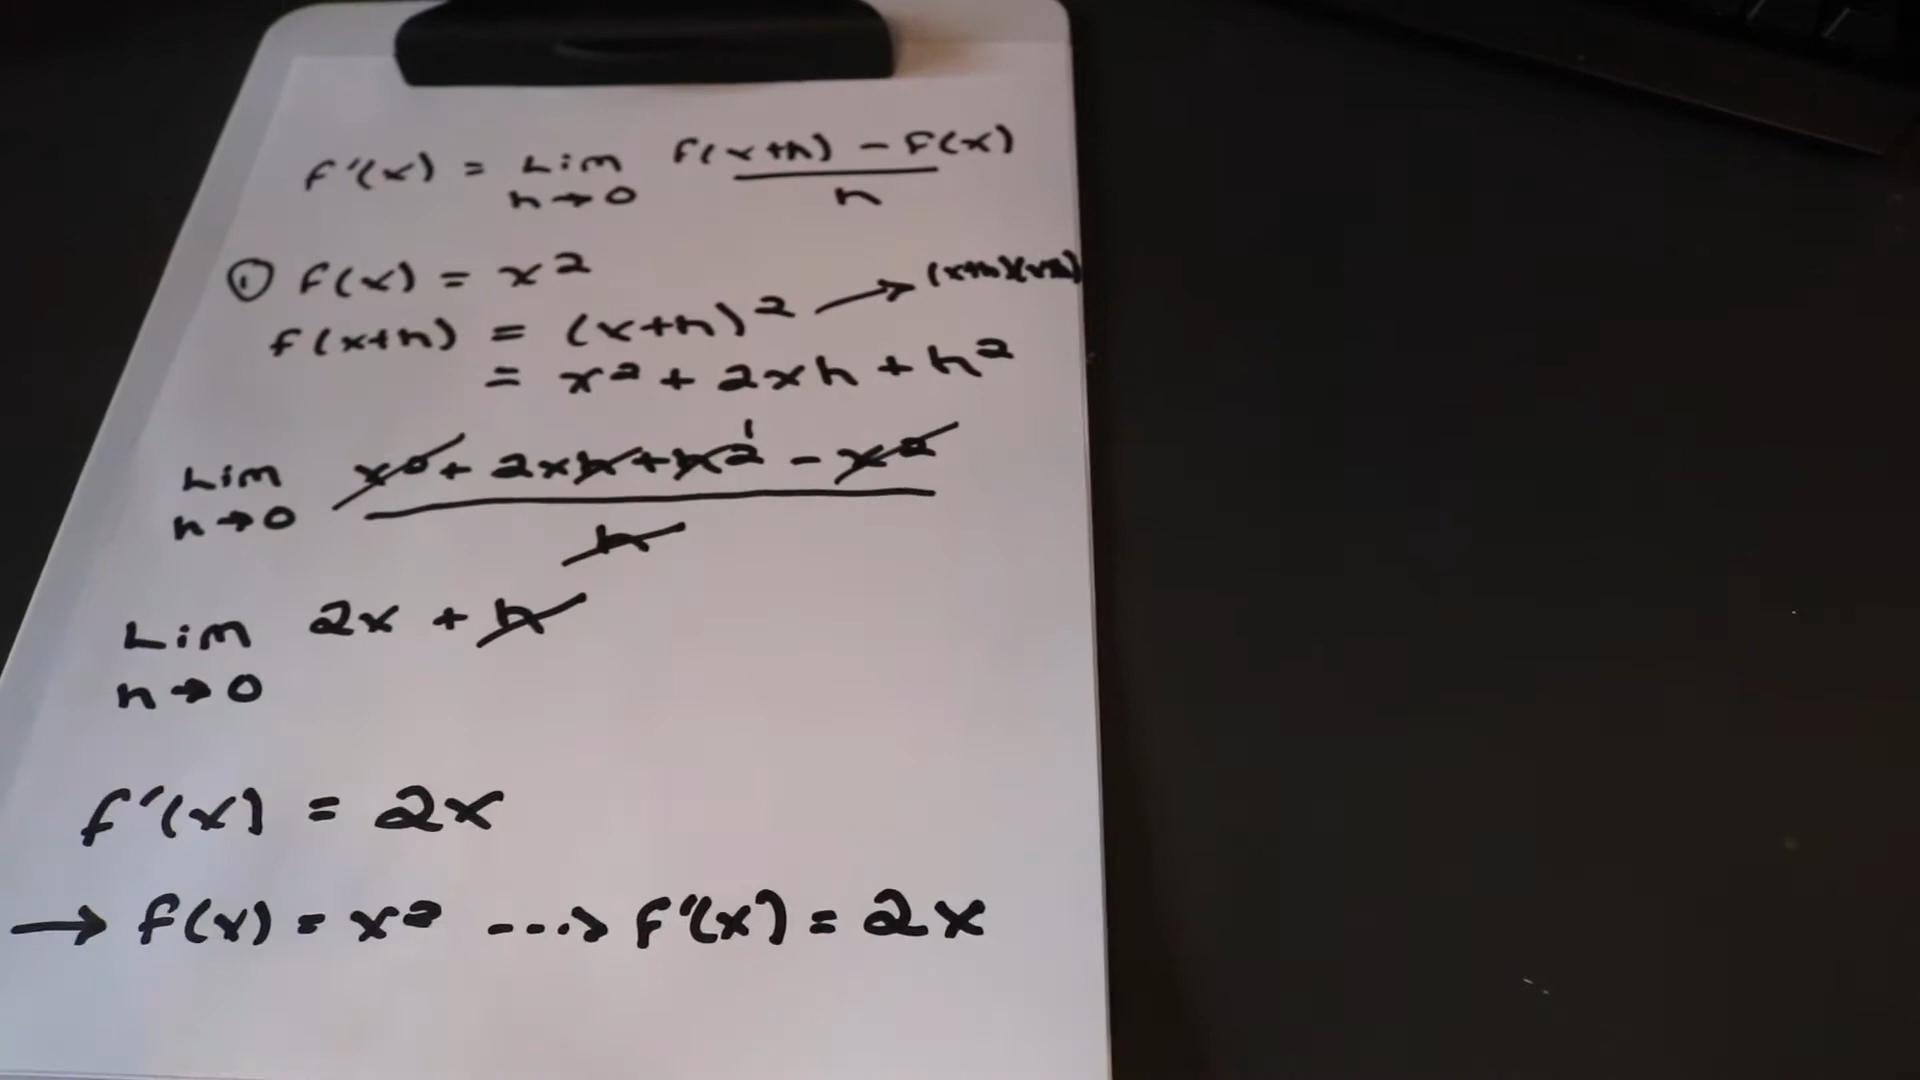 f'(x) = Lim f(x+h) - f(x)
h→0 h
① f(x) = x²
f(x+h) = (x+h)² → (x+h)(x+h)
= x² + 2xh + h²
Lim x² + 2xh + h² - x²
h→0 h
Lim 2x + h
h→0
f'(x) = 2x
→ f(x) = x² ---> f'(x) = 2x